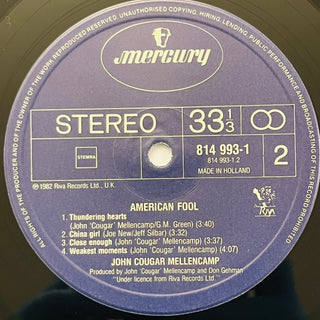 ALL RIGHTS OF THE PRODUCER AND OF THE OWNER OF THE WORK REPRODUCED RESERVED UNAUTHORISED COPYING, HIRING, LENDING, PUBLIC PERFORMANCE AND BROADCASTING OF THIS RECORD PROHIBITED
mercury
STEREO 33 1/3
814 993-1
814 993-1.2
STEMRA
MADE IN HOLLAND
2
℗1982 Riva Records Ltd., U.K.
Riva
AMERICAN FOOL
1 Thundering hearts
(John 'Cougar' Mellencamp/G.M. Green) (3:40)
2 China girl (Joe New/Jeff Silbar) (3:32)
3 Close enough (John 'Cougar' Mellencamp) (3:37)
4 Weakest moments (John 'Cougar' Mellencamp) (4:07)
JOHN COUGAR MELLENCAMP
Produced by John 'Cougar' Mellencamp and Don Gehman
"Under licence from Riva Records Ltd."